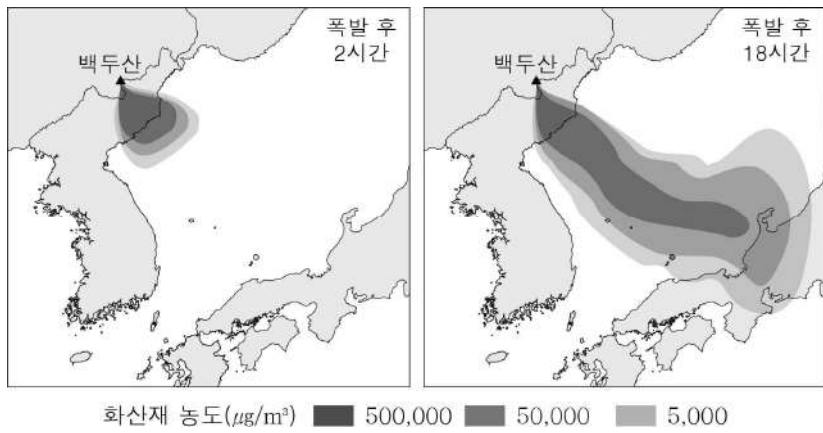 폭발 후
2시간
백두산
폭발 후
18시간
백두산
화산재 농도(μg/m³) 500,000 50,000 5,000